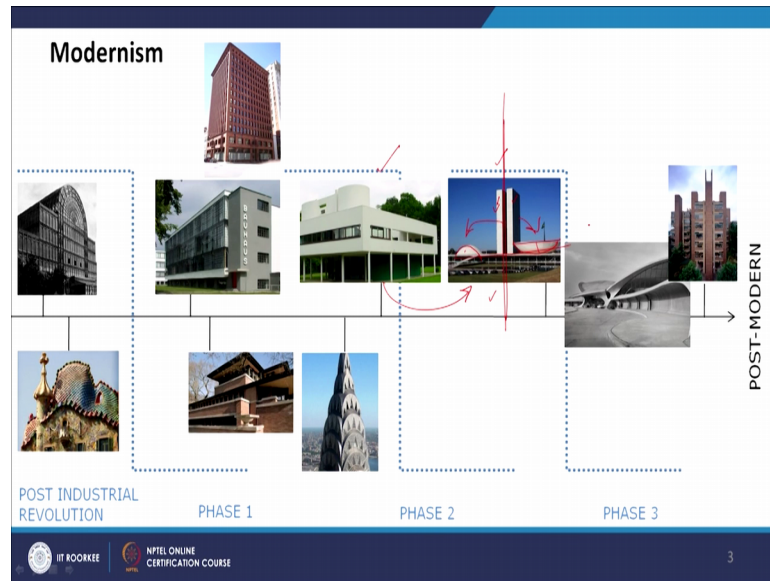 Modernism
BAUHAUS
POST-MODERN
POST INDUSTRIAL
REVOLUTION
PHASE 1
PHASE 2
PHASE 3
IIT ROORKEE
NPTEL ONLINE
CERTIFICATION COURSE
3